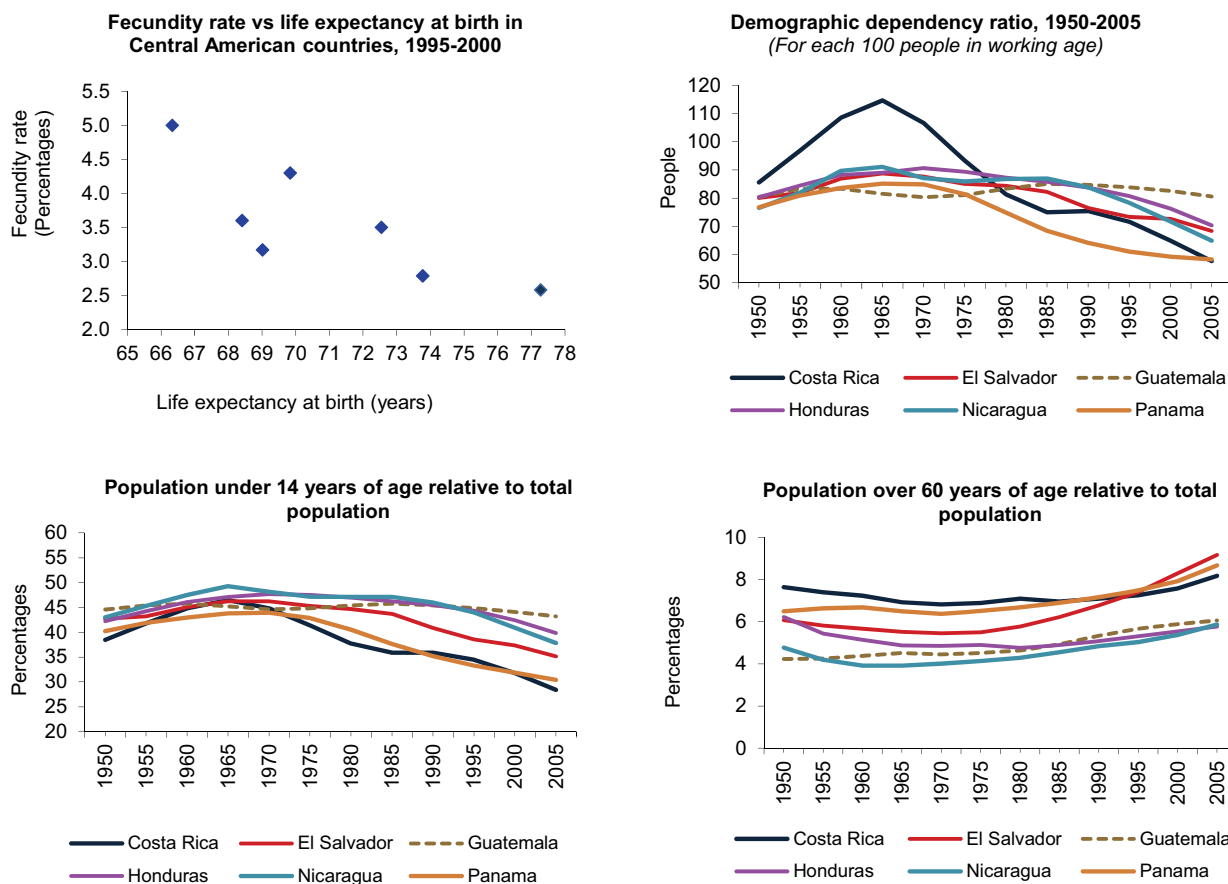 Fecundity rate vs life expectancy at birth in
Central American countries, 1995-2000
Fecundity rate
(Percentages)
5.5
5.0
4.5
4.0
3.5
3.0
2.5
2.0
65 66 67 68 69 70 71 72 73 74 75 76 77 78
Life expectancy at birth (years)
Demographic dependency ratio, 1950-2005
(For each 100 people in working age)
People
120
110
100
90
80
70
60
50
1950 1955 1960 1965 1970 1975 1980 1985 1990 1995 2000 2005
Costa Rica El Salvador Guatemala
Honduras Nicaragua Panama
Population under 14 years of age relative to total
population
Percentages
60
55
50
45
40
35
30
25
20
1950 1955 1960 1965 1970 1975 1980 1985 1990 1995 2000 2005
Costa Rica El Salvador Guatemala
Honduras Nicaragua Panama
Population over 60 years of age relative to total
population
Percentages
10
8
6
4
2
0
1950 1955 1960 1965 1970 1975 1980 1985 1990 1995 2000 2005
Costa Rica El Salvador Guatemala
Honduras Nicaragua Panama